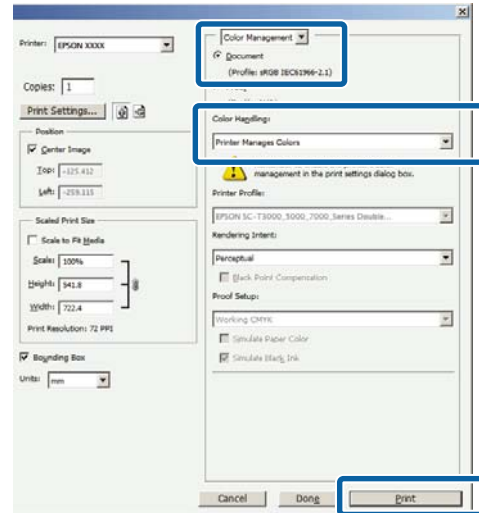 Printer: EPSON XXXX
Copies: 1
Print Settings...
Position
Center Image
Top: -125.412
Left: -259.115
Scaled Print Size
Scale to Fit Media
Scale: 100%
Height: 541.8
Width: 722.4
Print Resolution: 72 PPI
Bounding Box
Units: mm
Color Management
Document
(Profile: sRGB IEC61966-2.1)
Color Handling:
Printer Manages Colors
management in the print settings dialog box.
Printer Profile:
EPSON SC-T3000_5000_7000_Series Double...
Rendering Intent:
Perceptual
Black Point Compensation
Proof Setup:
Working CMYK
Simulate Paper Color
Simulate Black Ink
Cancel
Done
Print